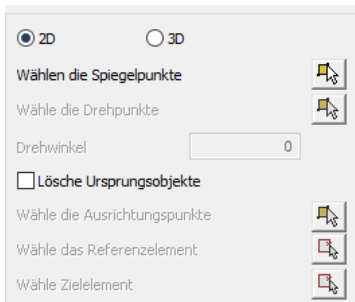 2D 3D
Wählen die Spiegelpunkte
Wähle die Drehpunkte
Drehwinkel 0
Lösche Ursprungsobjekte
Wähle die Ausrichtungspunkte
Wähle das Referenzelement
Wähle Zielelement